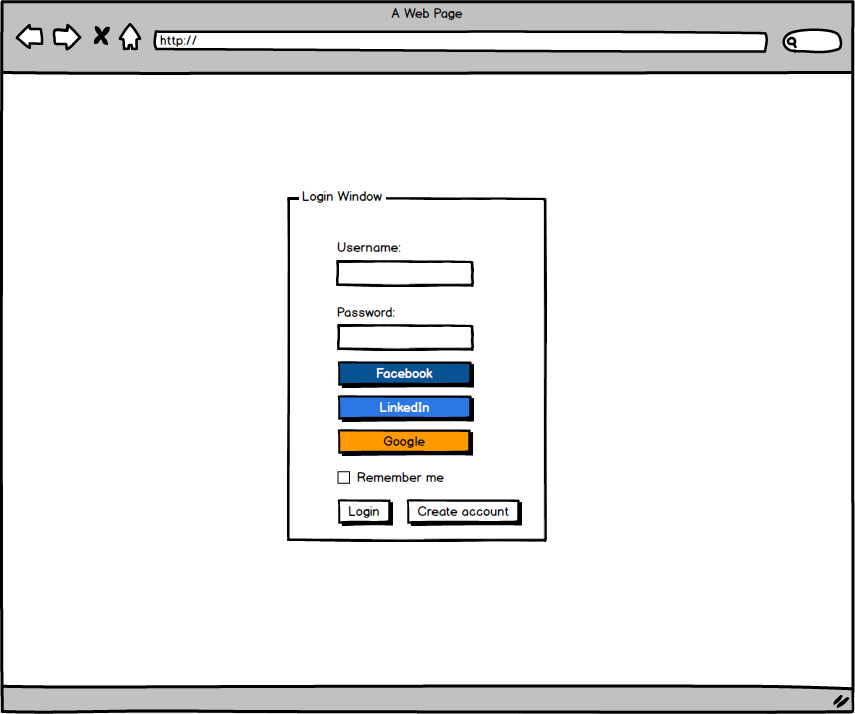 A Web Page
http://
Login Window
Username:
Password:
Facebook
LinkedIn
Google
Remember me
Login Create account